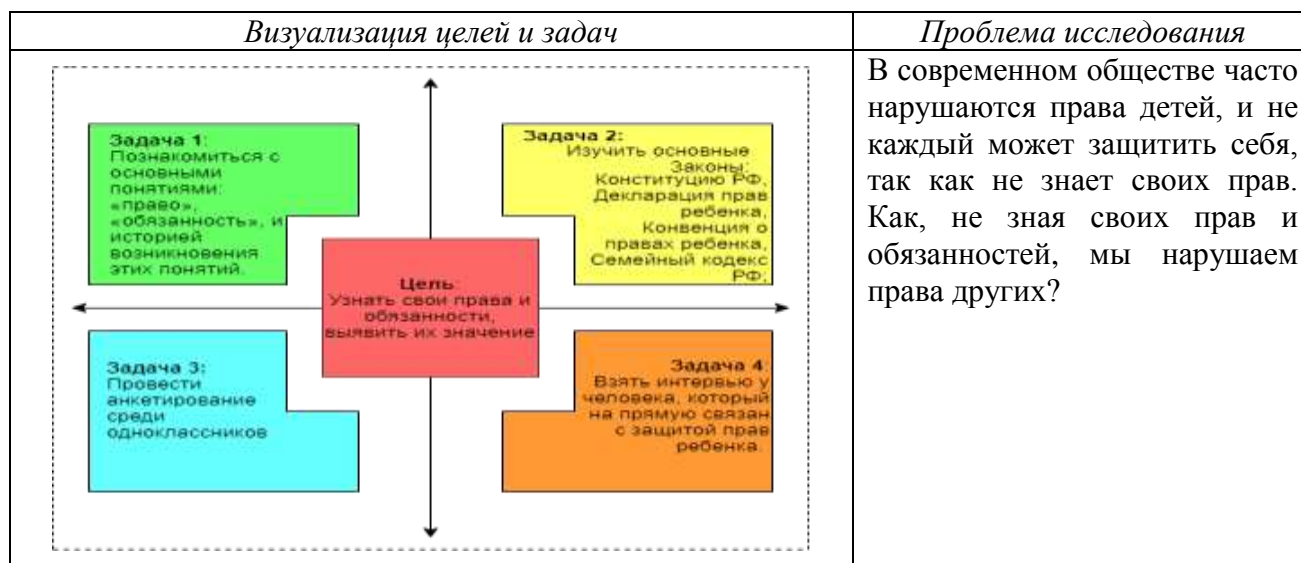 Визуализация целей и задач
Проблема исследования
Задача 1:
Познакомиться с
основными
понятиями:
«право»,
«обязанность», и
историей
возникновения
этих понятий.
Задача 2:
Изучить основные
Законы:
Конституцию РФ,
Декларация прав
ребенка,
Конвенция о
правах ребенка,
Семейный кодекс
РФ;
Цель:
Узнать свои права и
обязанности,
выявить их значение
Задача 3:
Провести
анкетирование
среди
одноклассников
Задача 4:
Взять интервью у
человека, который
на прямую связан
с защитой прав
ребенка.
В современном обществе часто
нарушаются права детей, и не
каждый может защитить себя,
так как не знает своих прав.
Как, не зная своих прав и
обязанностей, мы нарушаем
права других?